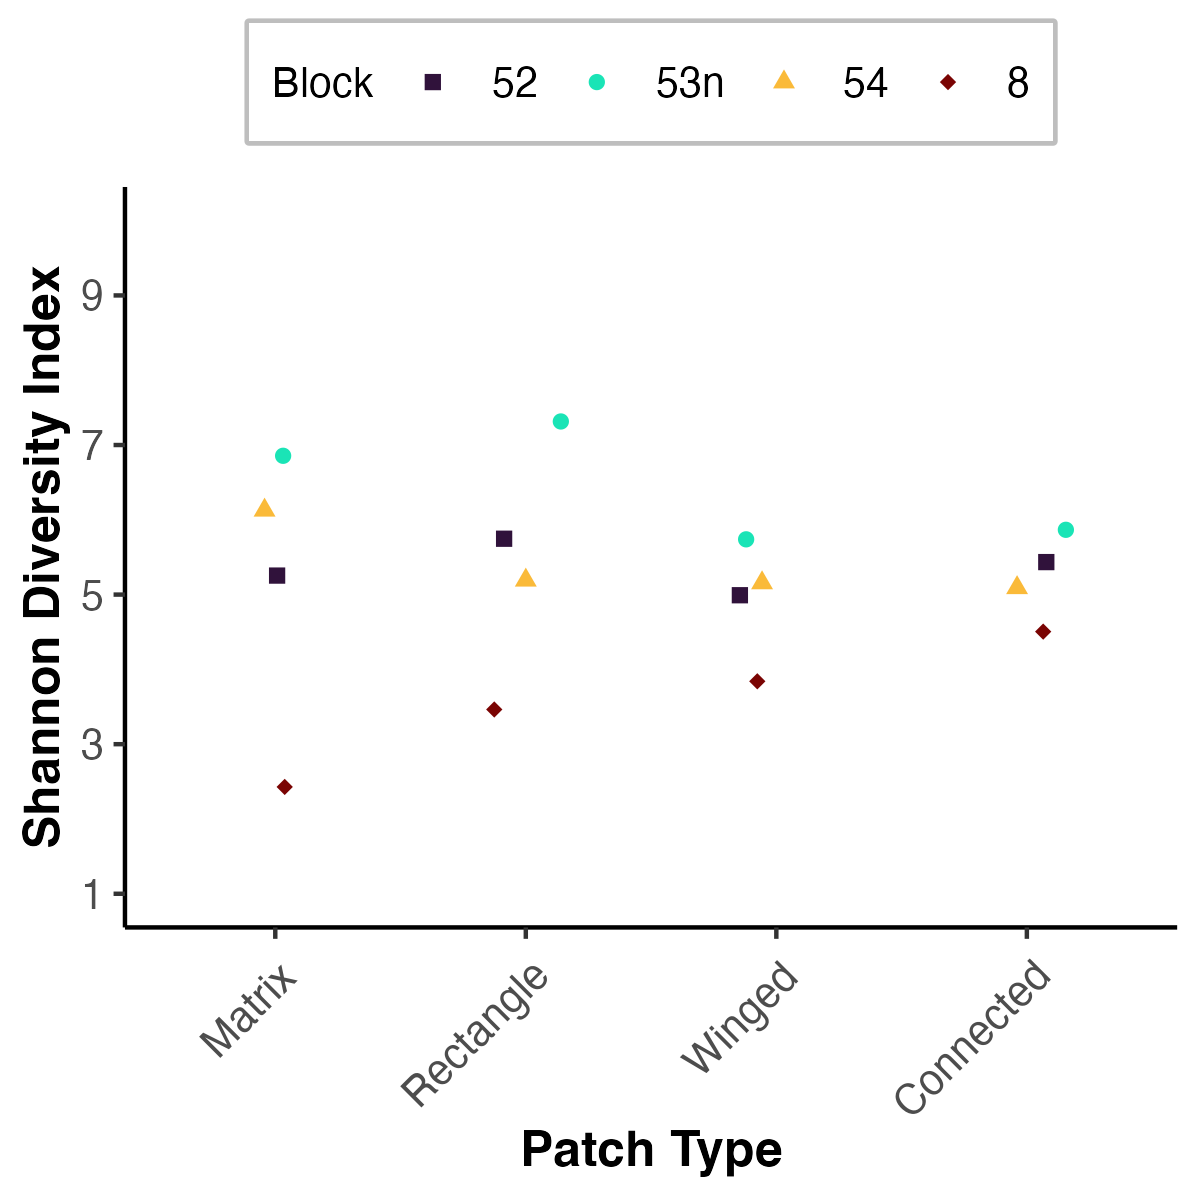 Block 52 53n 54 8
Shannon Diversity Index
9
7
5
3
1
Matrix
Rectangle
Winged
Connected
Patch Type